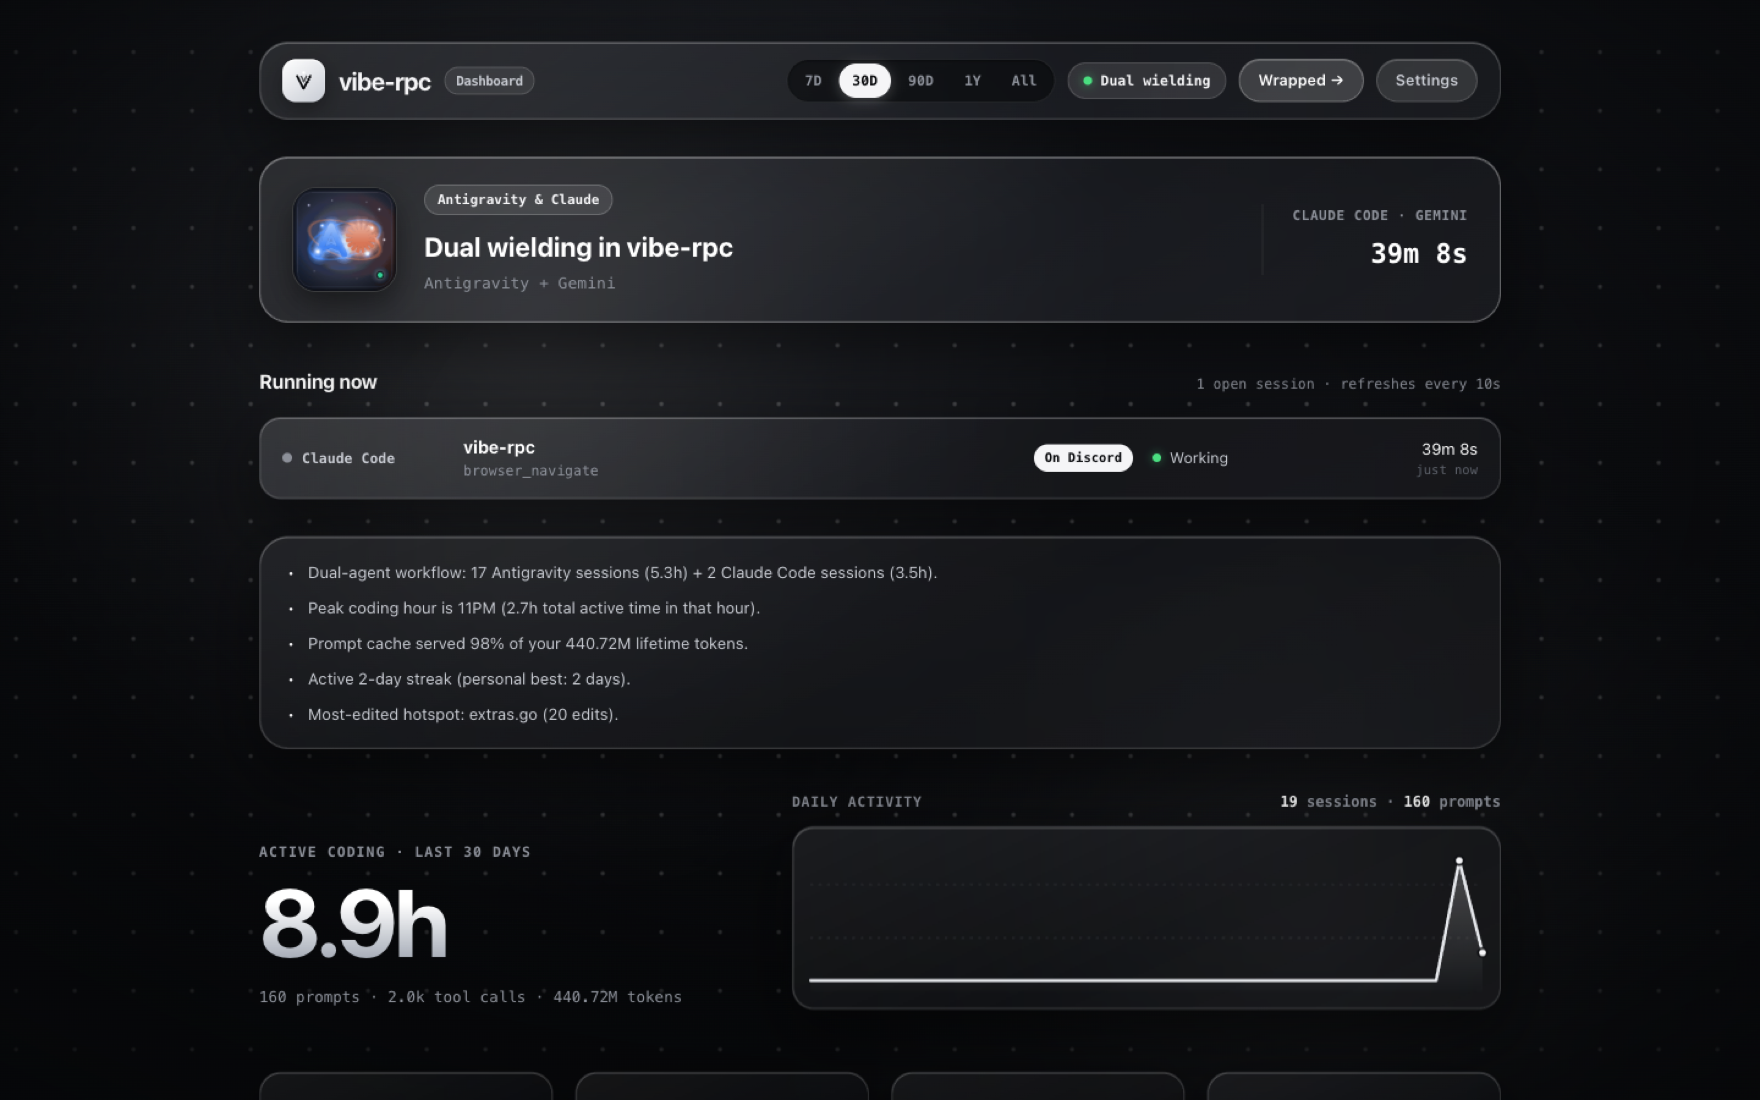 vibe-rpc Dashboard 7D 30D 90D 1Y All Dual wielding Wrapped → Settings
Antigravity & Claude
Dual wielding in vibe-rpc
Antigravity + Gemini
CLAUDE CODE · GEMINI
39m 8s
Running now
1 open session · refreshes every 10s
Claude Code
vibe-rpc
browser_navigate
On Discord
Working
39m 8s
just now
· Dual-agent workflow: 17 Antigravity sessions (5.3h) + 2 Claude Code sessions (3.5h).
· Peak coding hour is 11PM (2.7h total active time in that hour).
· Prompt cache served 98% of your 440.72M lifetime tokens.
· Active 2-day streak (personal best: 2 days).
· Most-edited hotspot: extras.go (20 edits).
ACTIVE CODING · LAST 30 DAYS
8.9h
160 prompts · 2.0k tool calls · 440.72M tokens
DAILY ACTIVITY
19 sessions · 160 prompts